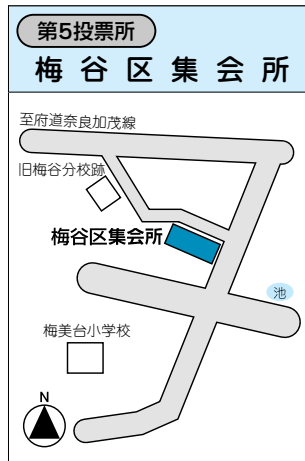 第5投票所
梅谷区集会所
至府道奈良加茂線
旧梅谷分校跡
梅谷区集会所
池
梅美台小学校
N